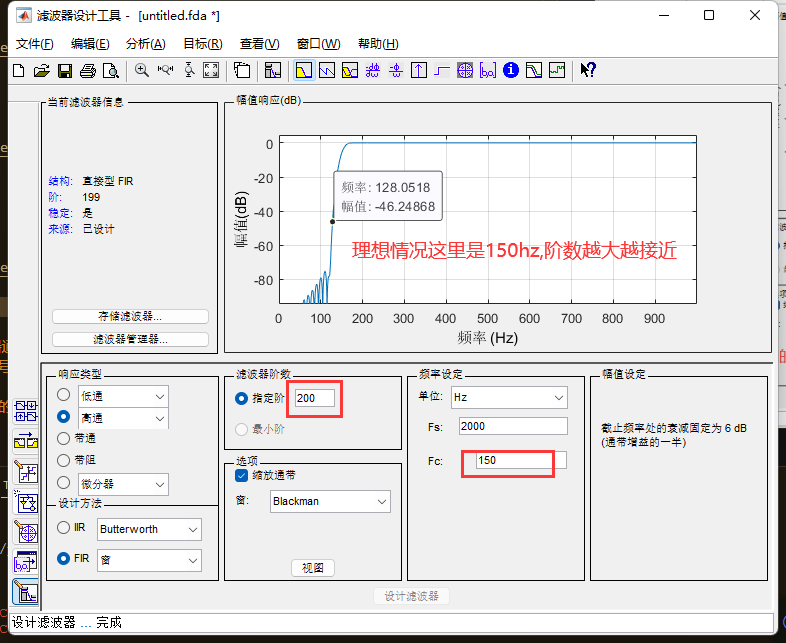 滤波器设计工具 - [untitled.fda *]
文件(F) 编辑(E) 分析(A) 目标(R) 查看(V) 窗口(W) 帮助(H)
当前滤波器信息
结构: 直接型 FIR
阶: 199
稳定: 是
来源: 已设计
存储滤波器...
滤波器管理器...
幅值响应(dB)
幅值(dB)
0
-20
-40
-60
-80
频率: 128.0518
幅值: -46.24868
理想情况这里是150hz,阶数越大越接近
0 100 200 300 400 500 600 700 800 900
频率 (Hz)
响应类型
低通
高通
带通
带阻
微分器
设计方法
IIR Butterworth
FIR 窗
滤波器阶数
指定阶 200
最小阶
选项
缩放通带
窗: Blackman
视图
频率设定
单位: Hz
Fs: 2000
Fc: 150
幅值设定
截止频率处的衰减固定为 6 dB
(通带增益的一半)
设计滤波器
设计滤波器 ... 完成